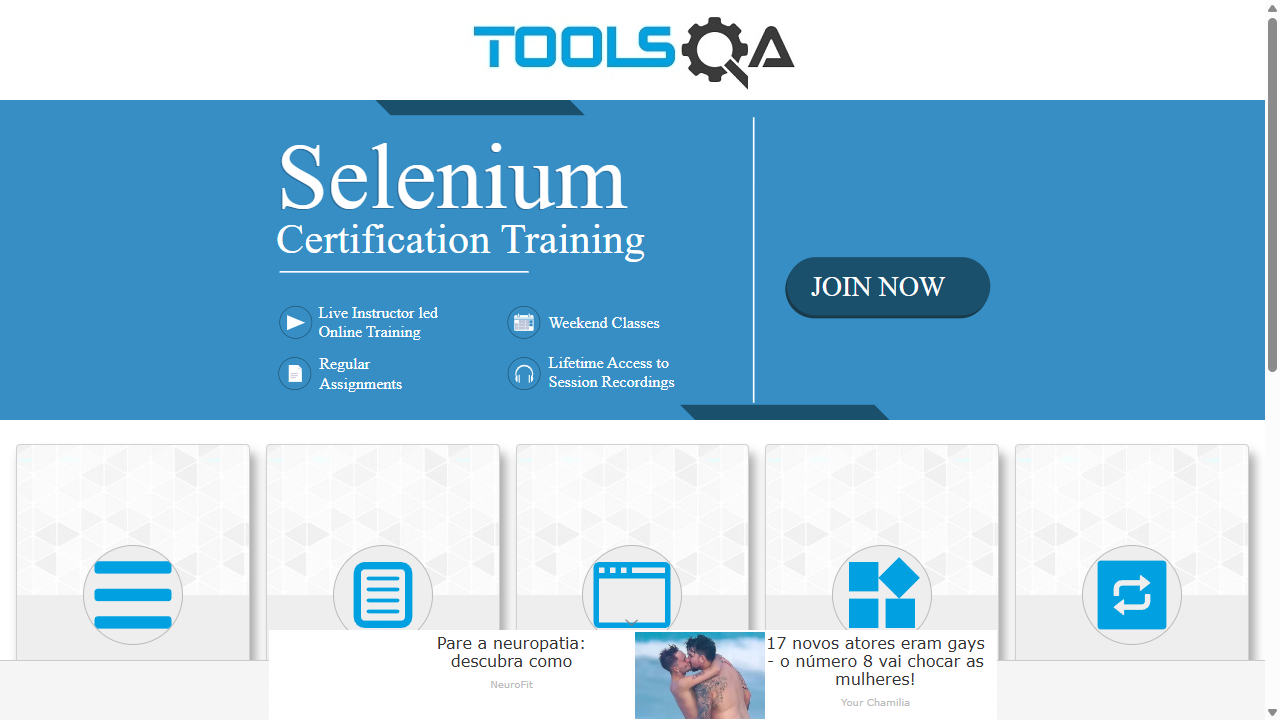 TOOLSQA
Selenium
Certification Training
JOIN NOW
Live Instructor led
Online Training
Weekend Classes
Regular
Assignments
Lifetime Access to
Session Recordings
Pare a neuropatia:
descubra como
NeuroFit
17 novos atores eram gays
- o número 8 vai chocar as
mulheres!
Your Chamilia